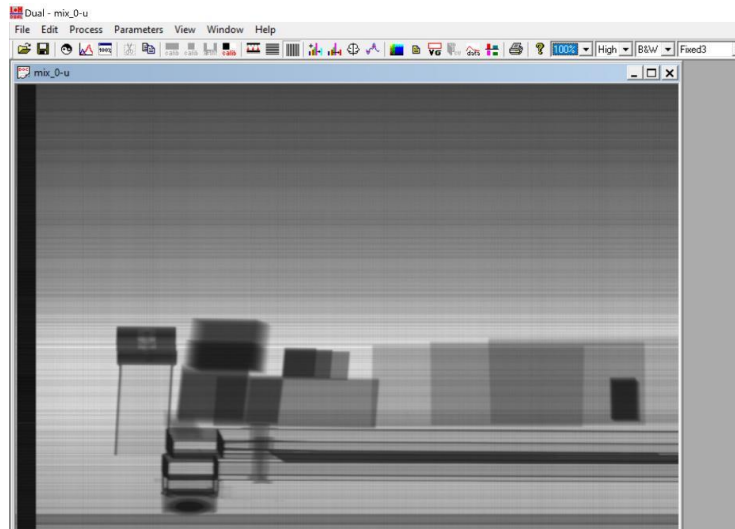 Dual - mix_0-u
File Edit Process Parameters View Window Help
100% High B&W Fixed3
mix_0-u